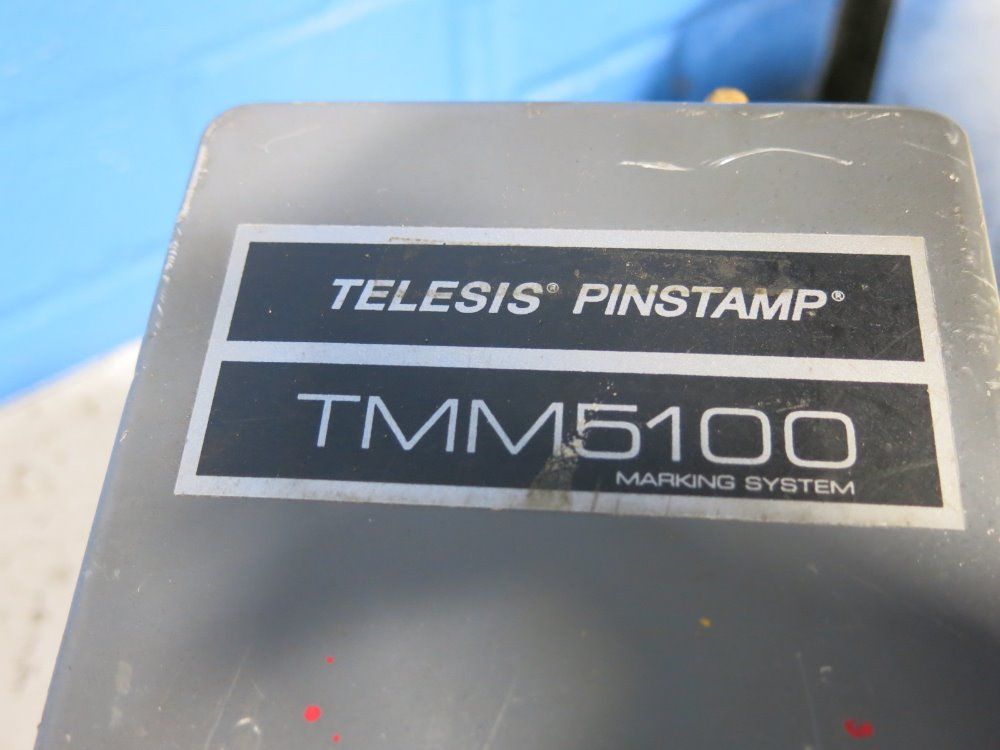 TELESIS® PINSTAMP®
TMM5100
MARKING SYSTEM